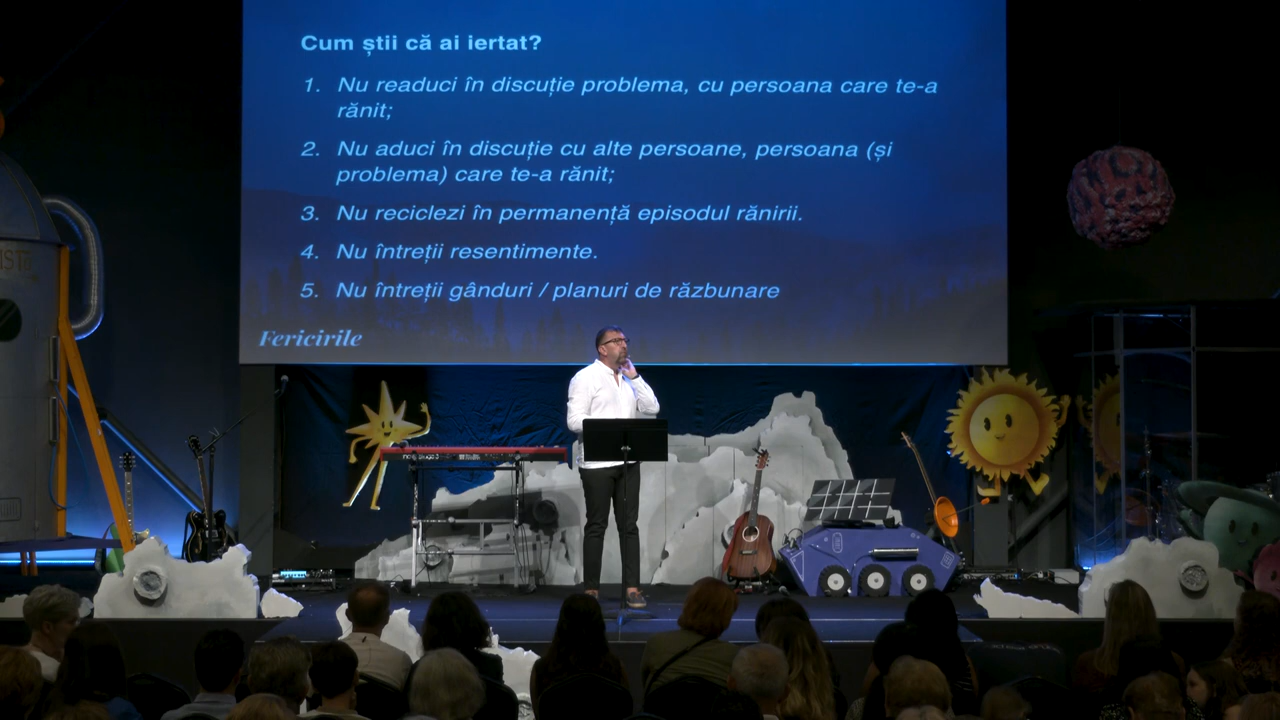 Cum știi că ai iertat?
1. Nu readuci în discuție problema, cu persoana care te-a
rănit;
2. Nu aduci în discuție cu alte persoane, persoana (și
problema) care te-a rănit;
3. Nu reciclezi în permanență episodul rănirii.
4. Nu întreții resentimente.
5. Nu întreții gânduri / planuri de răzbunare
Fericirile